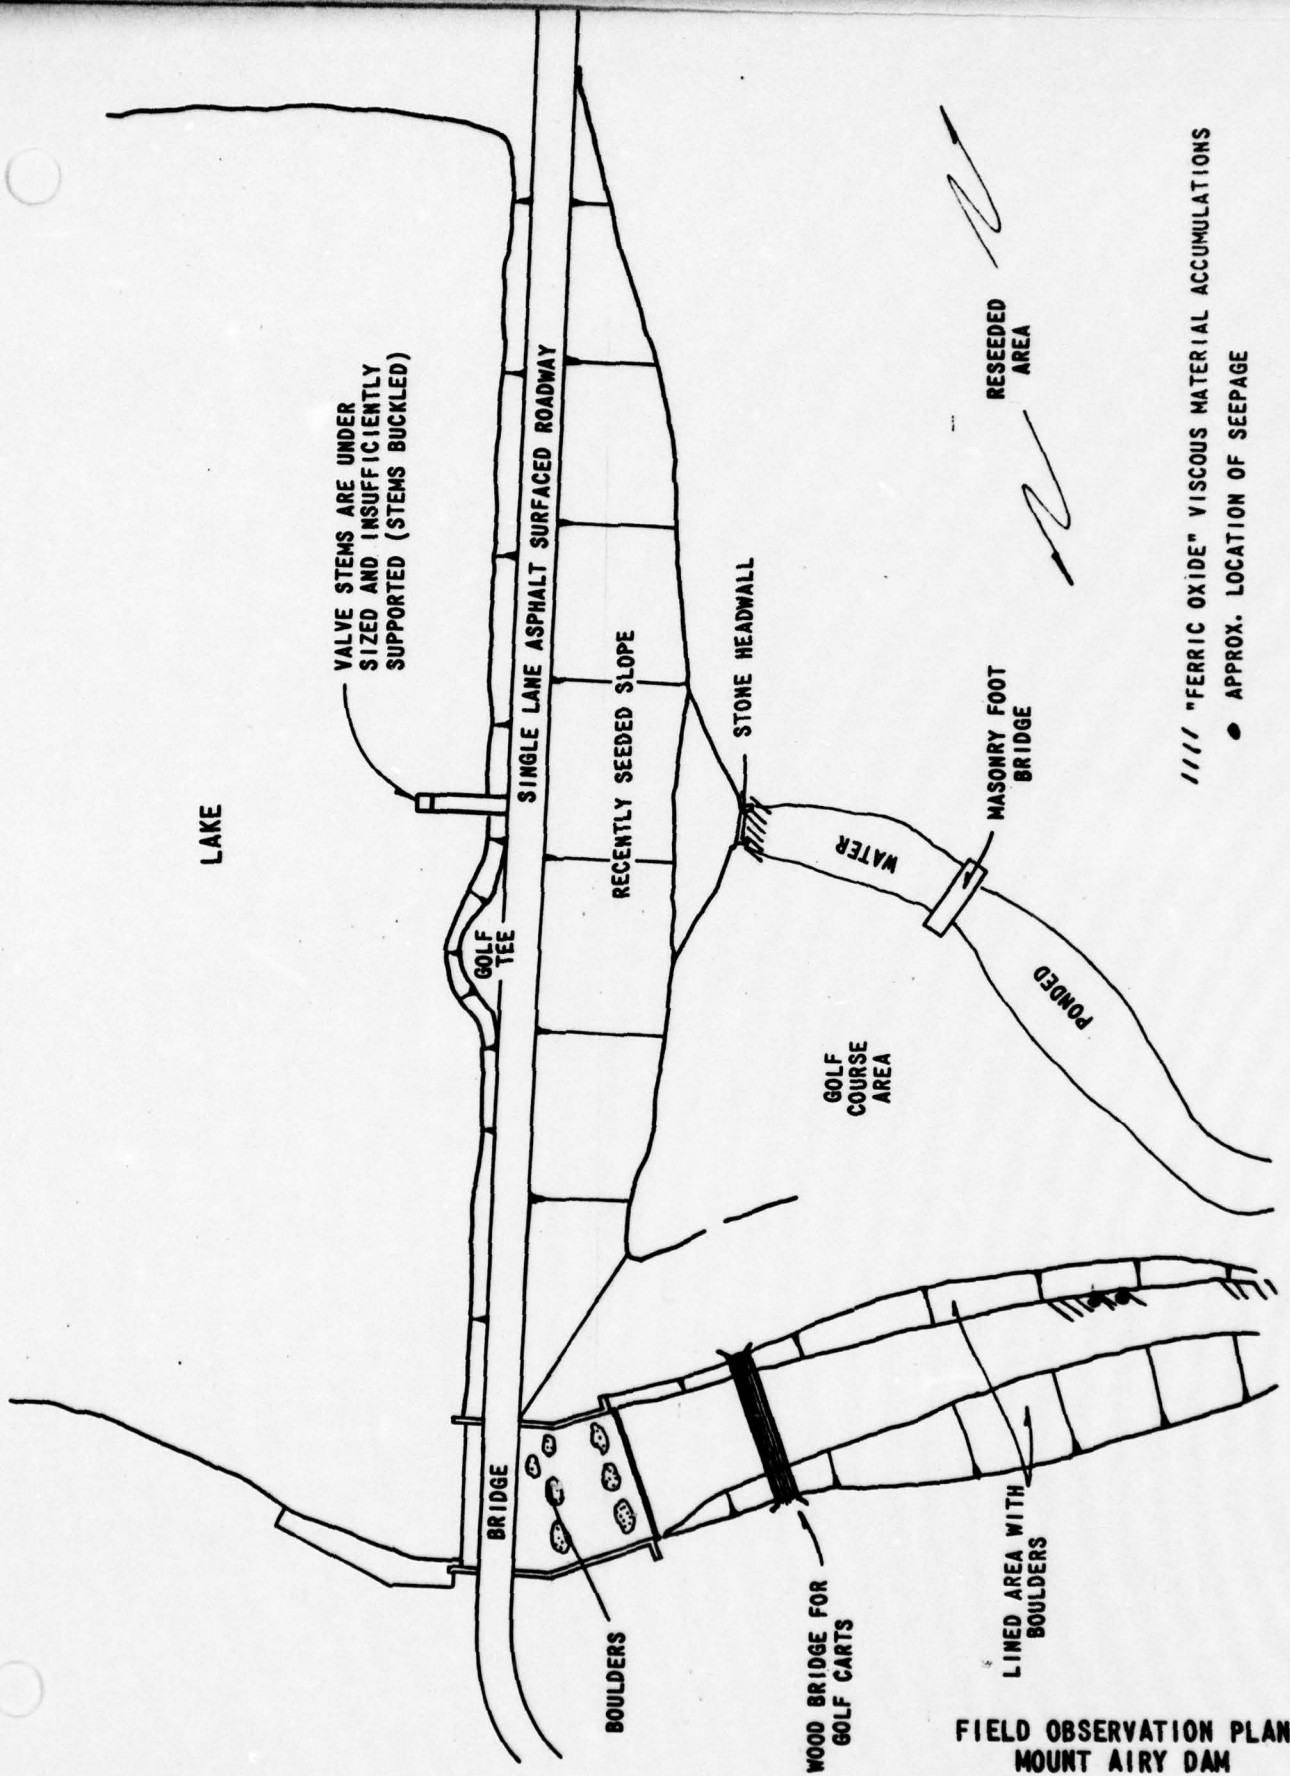 LAKE
VALVE STEMS ARE UNDER
SIZED AND INSUFFICIENTLY
SUPPORTED (STEMS BUCKLED)
GOLF
TEE
SINGLE LANE ASPHALT SURFACED ROADWAY
BRIDGE
RECENTLY SEEDED SLOPE
STONE HEADWALL
BOULDERS
WATER
WOOD BRIDGE FOR
GOLF CARTS
GOLF
COURSE
AREA
MASONRY FOOT
BRIDGE
RESEEDED
AREA
PONDED
LINED AREA WITH
BOULDERS
//// "FERRIC OXIDE" VISCOUS MATERIAL ACCUMULATIONS
● APPROX. LOCATION OF SEEPAGE
FIELD OBSERVATION PLAN
MOUNT AIRY DAM